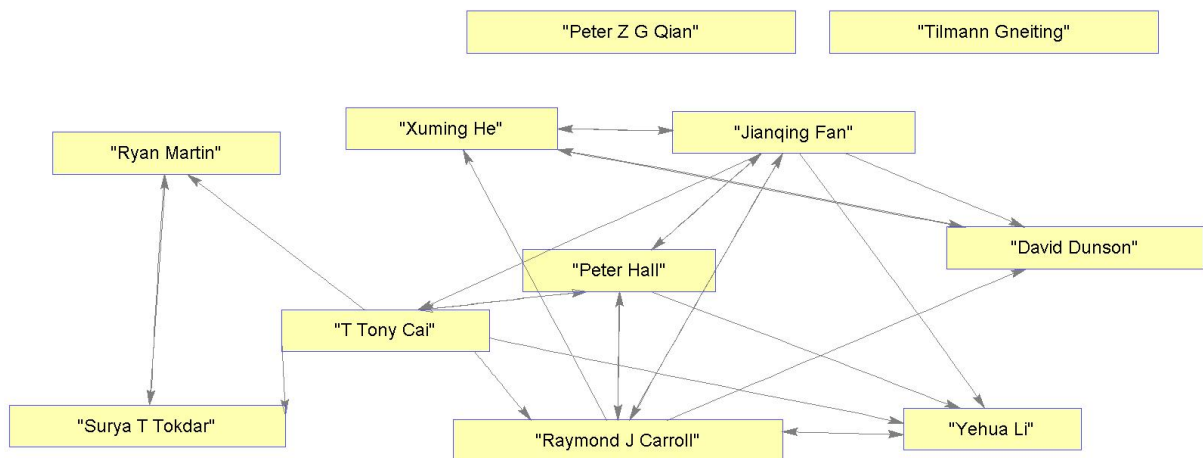 "Peter Z G Qian"
"Tilmann Gneiting"
"Xuming He"
"Jianqing Fan"
"Ryan Martin"
"David Dunson"
"Peter Hall"
"T Tony Cai"
"Surya T Tokdar"
"Raymond J Carroll"
"Yehua Li"